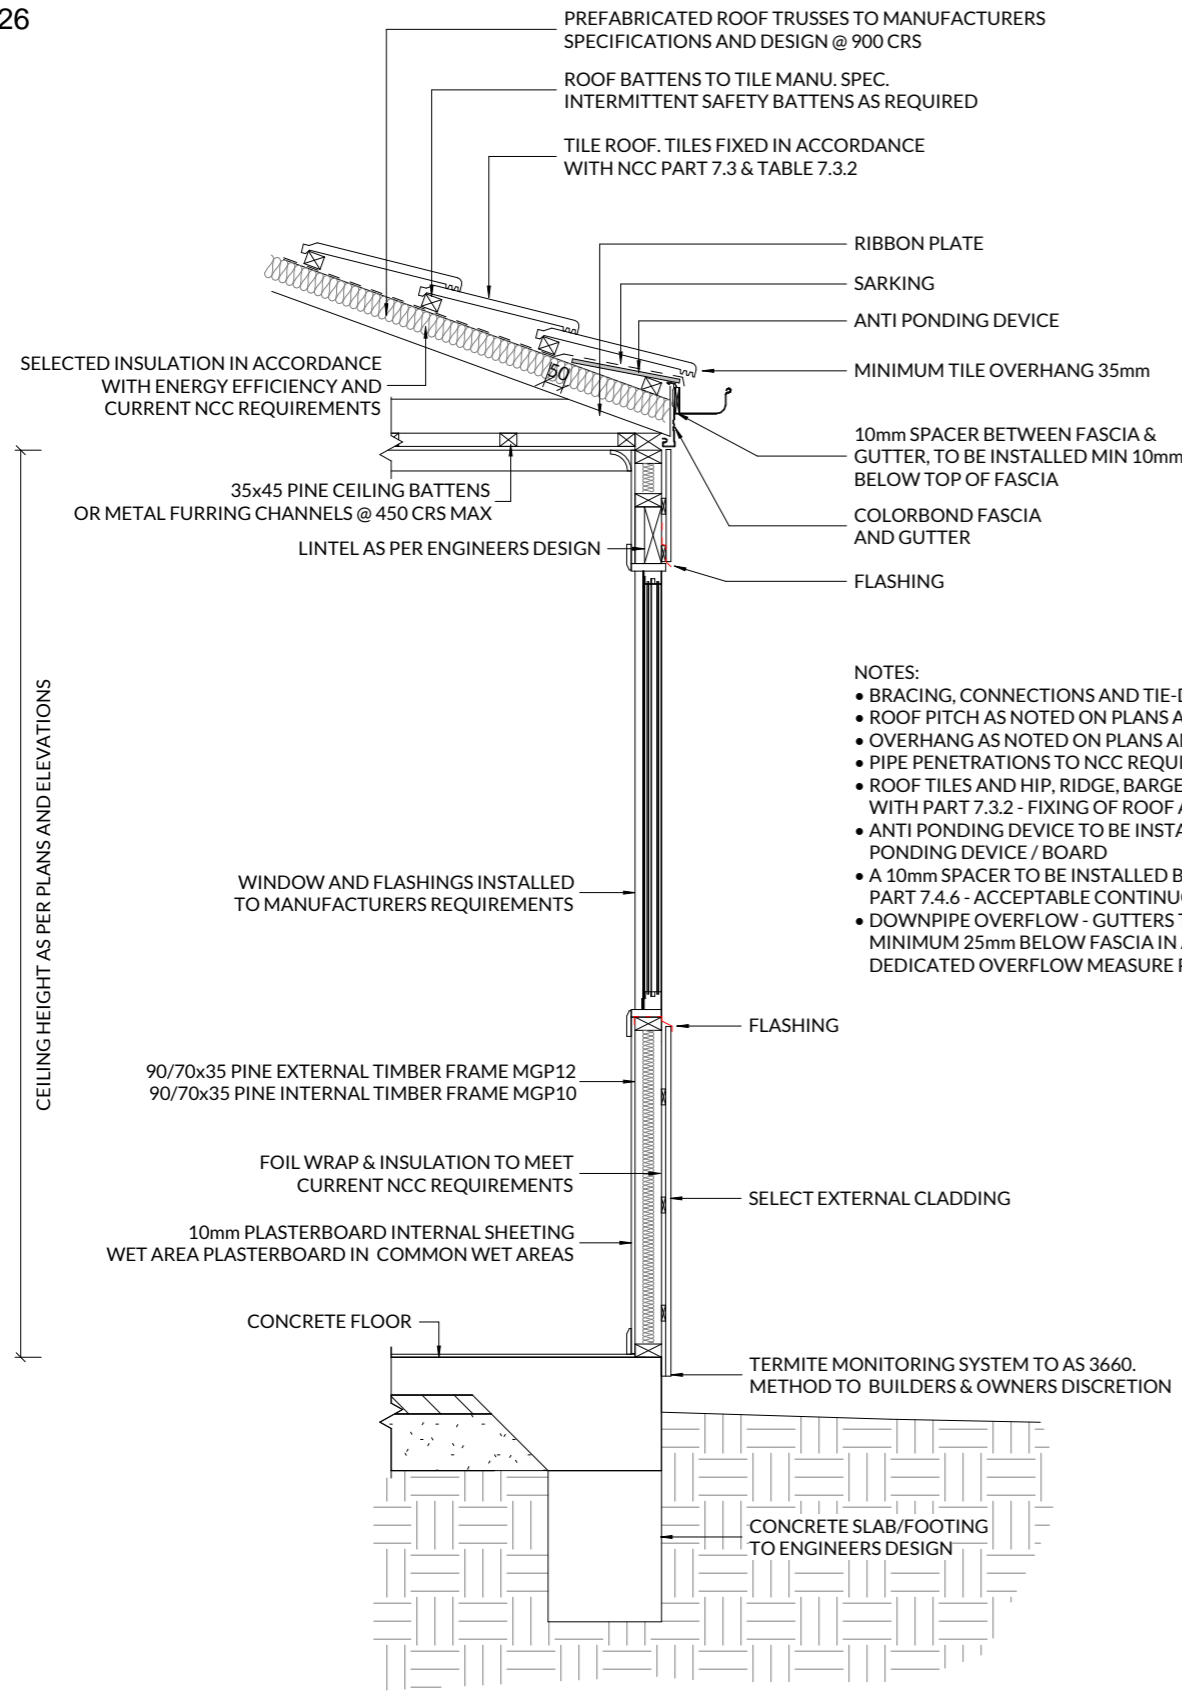 26
PREFABRICATED ROOF TRUSSES TO MANUFACTURERS
SPECIFICATIONS AND DESIGN @ 900 CRS
ROOF BATTENS TO TILE MANU. SPEC.
INTERMITTENT SAFETY BATTENS AS REQUIRED
TILE ROOF. TILES FIXED IN ACCORDANCE
WITH NCC PART 7.3 & TABLE 7.3.2
RIBBON PLATE
SARKING
ANTI PONDING DEVICE
MINIMUM TILE OVERHANG 35mm
SELECTED INSULATION IN ACCORDANCE
WITH ENERGY EFFICIENCY AND
CURRENT NCC REQUIREMENTS
50
10mm SPACER BETWEEN FASCIA &
GUTTER, TO BE INSTALLED MIN 10mm
BELOW TOP OF FASCIA
35x45 PINE CEILING BATTENS
OR METAL FURRING CHANNELS @ 450 CRS MAX
COLORBOND FASCIA
AND GUTTER
LINTEL AS PER ENGINEERS DESIGN
FLASHING
CEILING HEIGHT AS PER PLANS AND ELEVATIONS
NOTES:
• BRACING, CONNECTIONS AND TIE-
• ROOF PITCH AS NOTED ON PLANS A
• OVERHANG AS NOTED ON PLANS A
• PIPE PENETRATIONS TO NCC REQUI
• ROOF TILES AND HIP, RIDGE, BARGE
WITH PART 7.3.2 - FIXING OF ROOF A
• ANTI PONDING DEVICE TO BE INSTA
PONDING DEVICE / BOARD
• A 10mm SPACER TO BE INSTALLED B
PART 7.4.6 - ACCEPTABLE CONTINU
• DOWNPIPE OVERFLOW - GUTTERS T
MINIMUM 25mm BELOW FASCIA IN
DEDICATED OVERFLOW MEASURE
WINDOW AND FLASHINGS INSTALLED
TO MANUFACTURERS REQUIREMENTS
FLASHING
90/70x35 PINE EXTERNAL TIMBER FRAME MGP12
90/70x35 PINE INTERNAL TIMBER FRAME MGP10
FOIL WRAP & INSULATION TO MEET
CURRENT NCC REQUIREMENTS
SELECT EXTERNAL CLADDING
10mm PLASTERBOARD INTERNAL SHEETING
WET AREA PLASTERBOARD IN COMMON WET AREAS
CONCRETE FLOOR
TERMITE MONITORING SYSTEM TO AS 3660.
METHOD TO BUILDERS & OWNERS DISCRETION
CONCRETE SLAB/FOOTING
TO ENGINEERS DESIGN